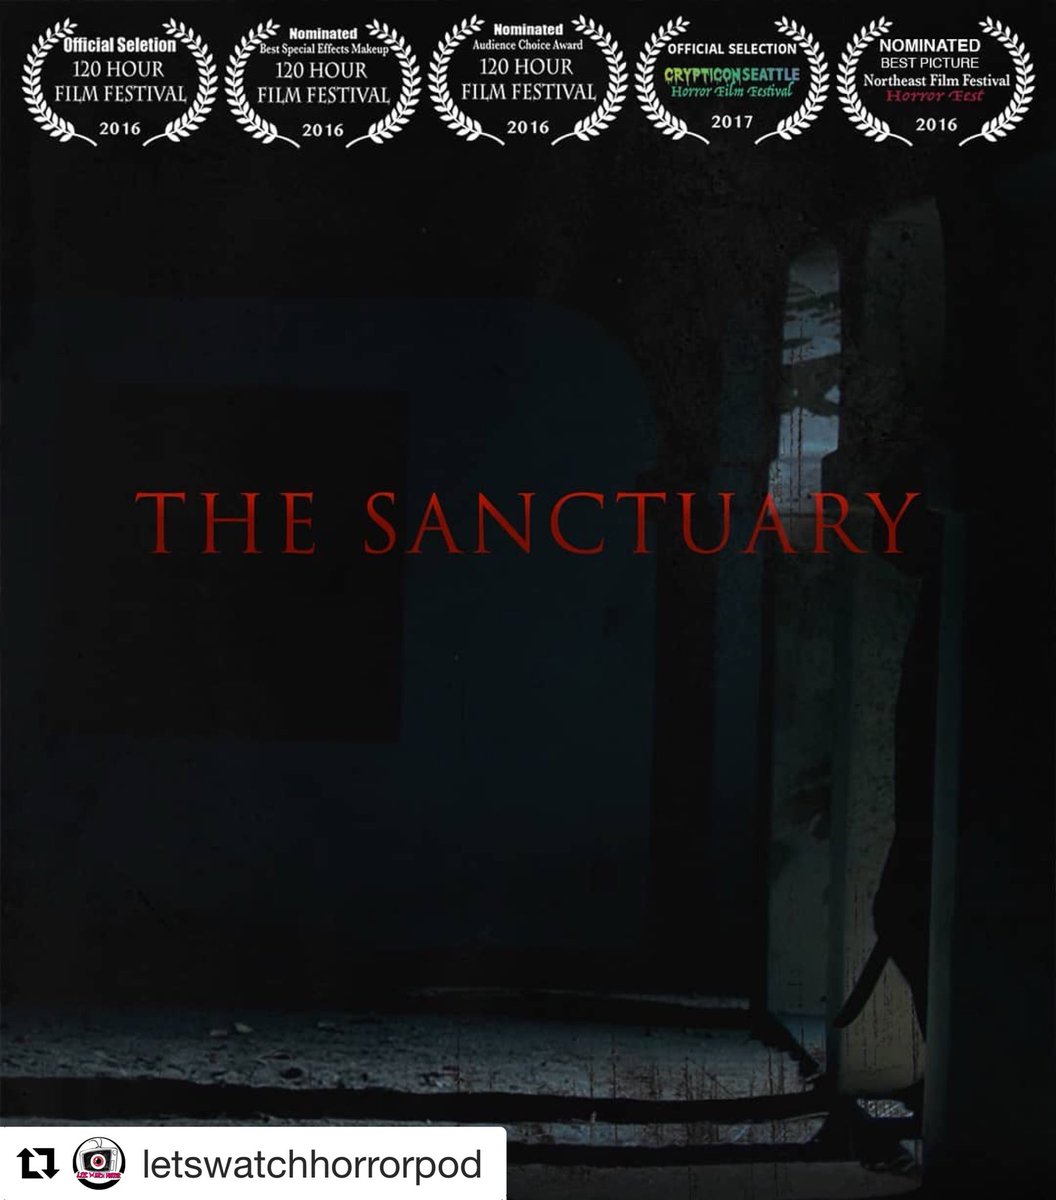 Official Seletion
120 HOUR
FILM FESTIVAL
2016
Nominated
Best Special Effects Makeup
120 HOUR
FILM FESTIVAL
2016
Nominated
Audience Choice Award
120 HOUR
FILM FESTIVAL
2016
OFFICIAL SELECTION
CRYPTICONSEATTLE
Horror Film Festival
2017
NOMINATED
BEST PICTURE
Northeast Film Festival
Horror Fest
2016
THE SANCTUARY
letswatchhorrorpod